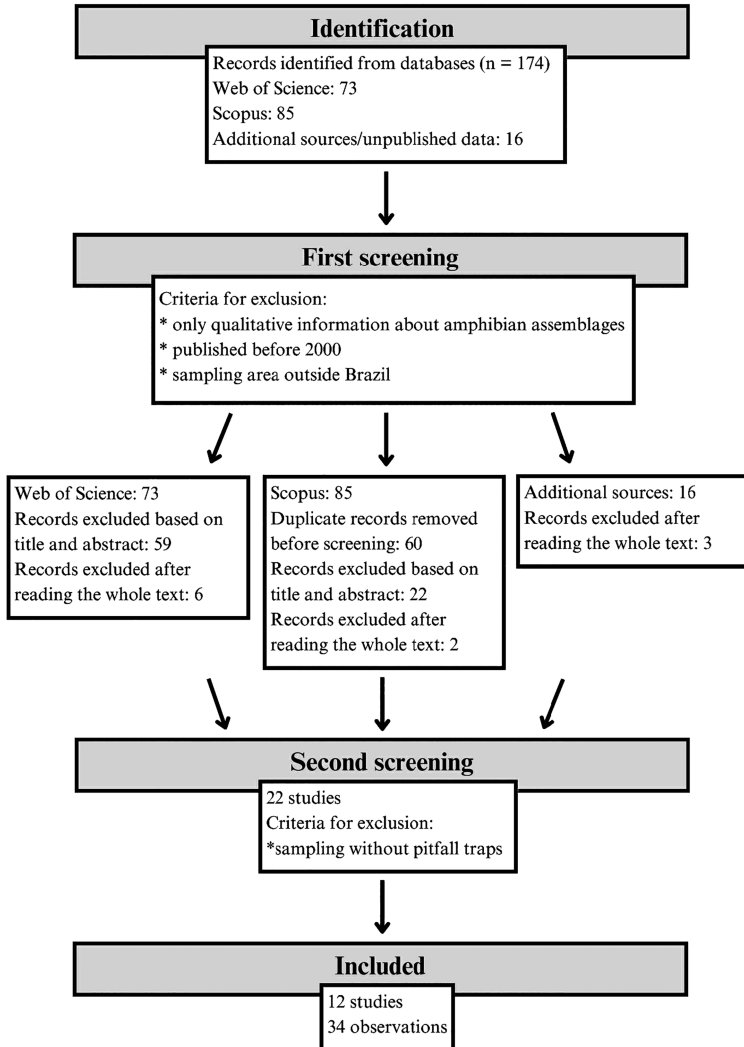 Identification
Records identified from databases (n = 174)
Web of Science: 73
Scopus: 85
Additional sources/unpublished data: 16
First screening
Criteria for exclusion:
* only qualitative information about amphibian assemblages
* published before 2000
* sampling area outside Brazil
Web of Science: 73
Records excluded based on
title and abstract: 59
Records excluded after
reading the whole text: 6
Scopus: 85
Duplicate records removed
before screening: 60
Records excluded based on
title and abstract: 22
Records excluded after
reading the whole text: 2
Additional sources: 16
Records excluded after
reading the whole text: 3
Second screening
22 studies
Criteria for exclusion:
*sampling without pitfall traps
Included
12 studies
34 observations